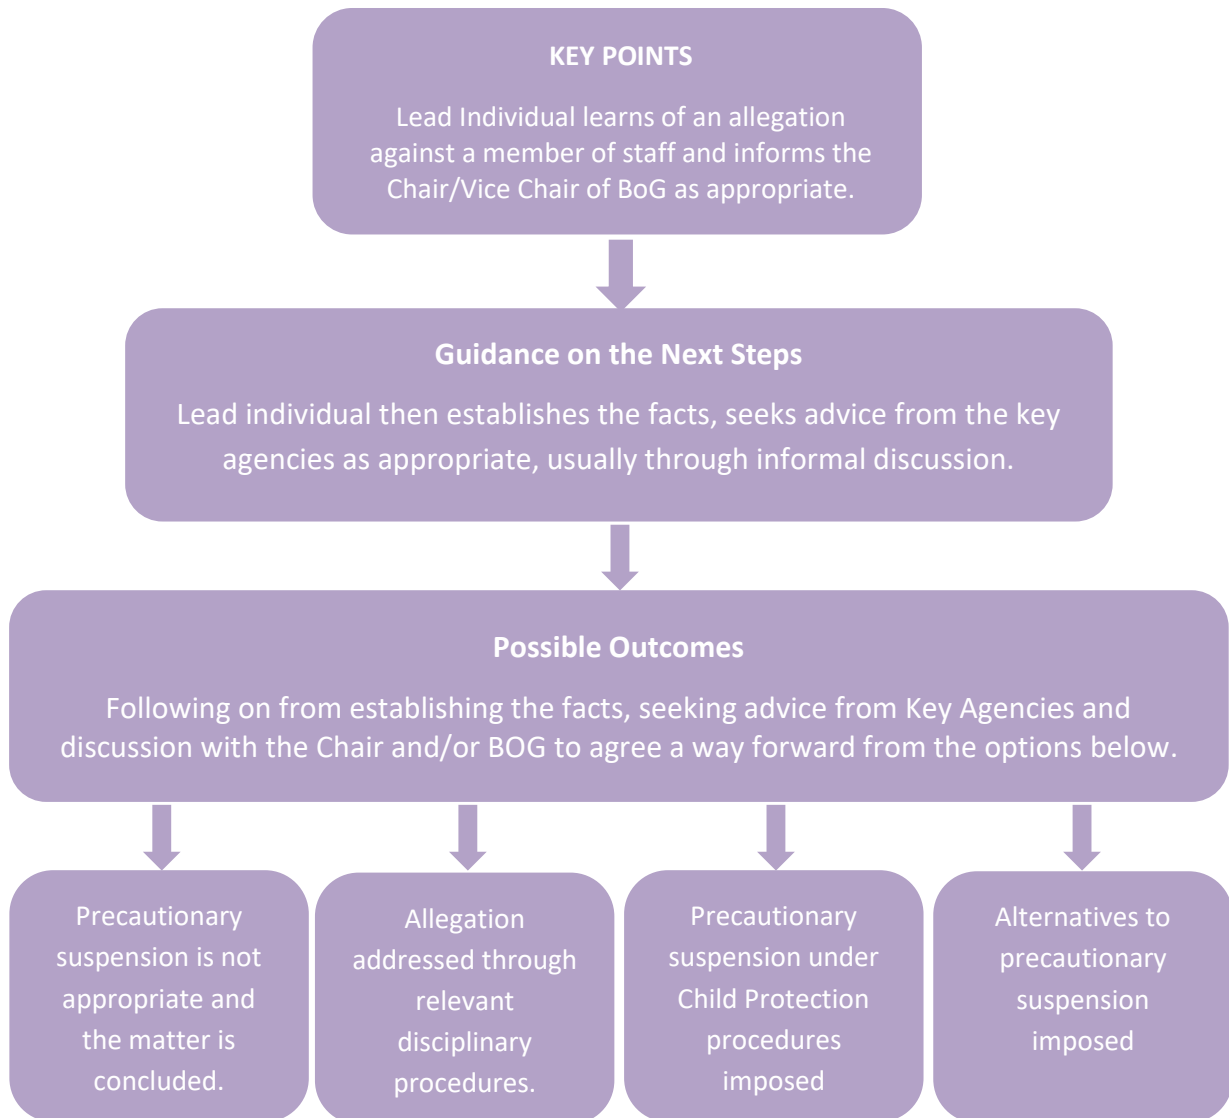 KEY POINTS
Lead Individual learns of an allegation
against a member of staff and informs the
Chair/Vice Chair of BoG as appropriate.
Guidance on the Next Steps
Lead individual then establishes the facts, seeks advice from the key
agencies as appropriate, usually through informal discussion.
Possible Outcomes
Following on from establishing the facts, seeking advice from Key Agencies and
discussion with the Chair and/or BOG to agree a way forward from the options below.
Precautionary
suspension is not
appropriate and
the matter is
concluded.
Allegation
addressed through
relevant
disciplinary
procedures.
Precautionary
suspension under
Child Protection
procedures
imposed
Alternatives to
precautionary
suspension
imposed